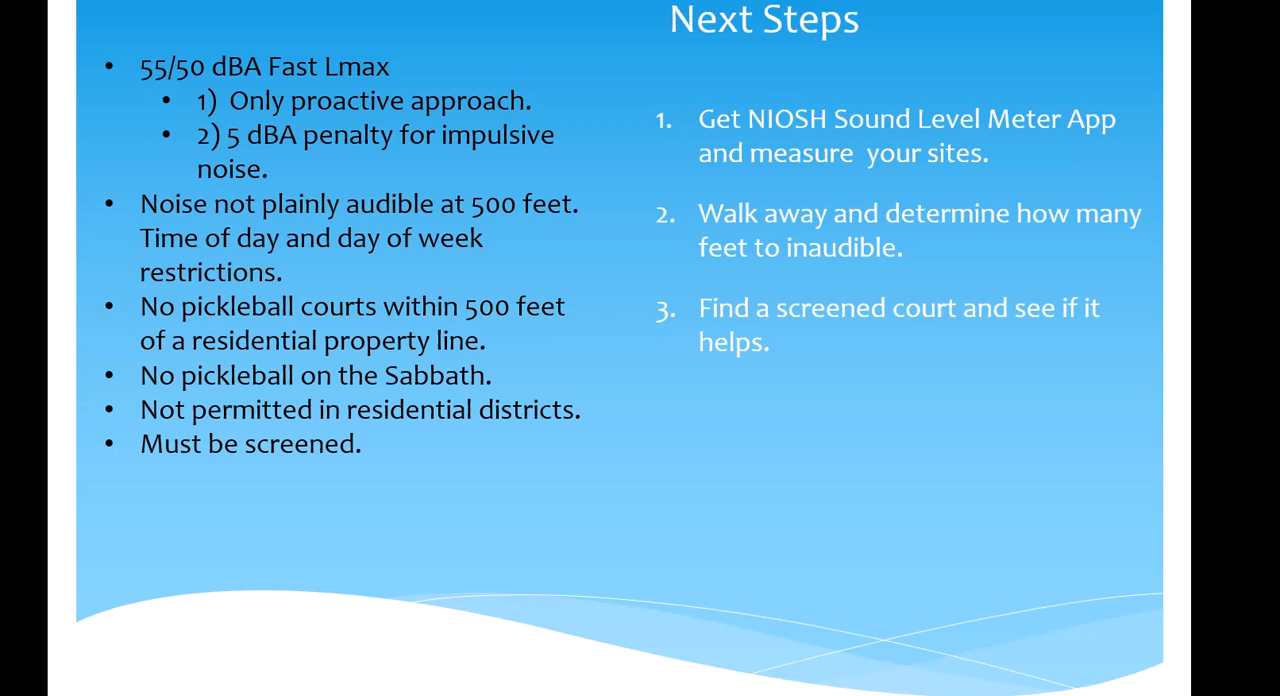 Next Steps
• 55/50 dBA Fast Lmax
• 1) Only proactive approach.
• 2) 5 dBA penalty for impulsive
noise.
• Noise not plainly audible at 500 feet.
Time of day and day of week
restrictions.
• No pickleball courts within 500 feet
of a residential property line.
• No pickleball on the Sabbath.
• Not permitted in residential districts.
• Must be screened.
1. Get NIOSH Sound Level Meter App
and measure your sites.
2. Walk away and determine how many
feet to inaudible.
3. Find a screened court and see if it
helps.